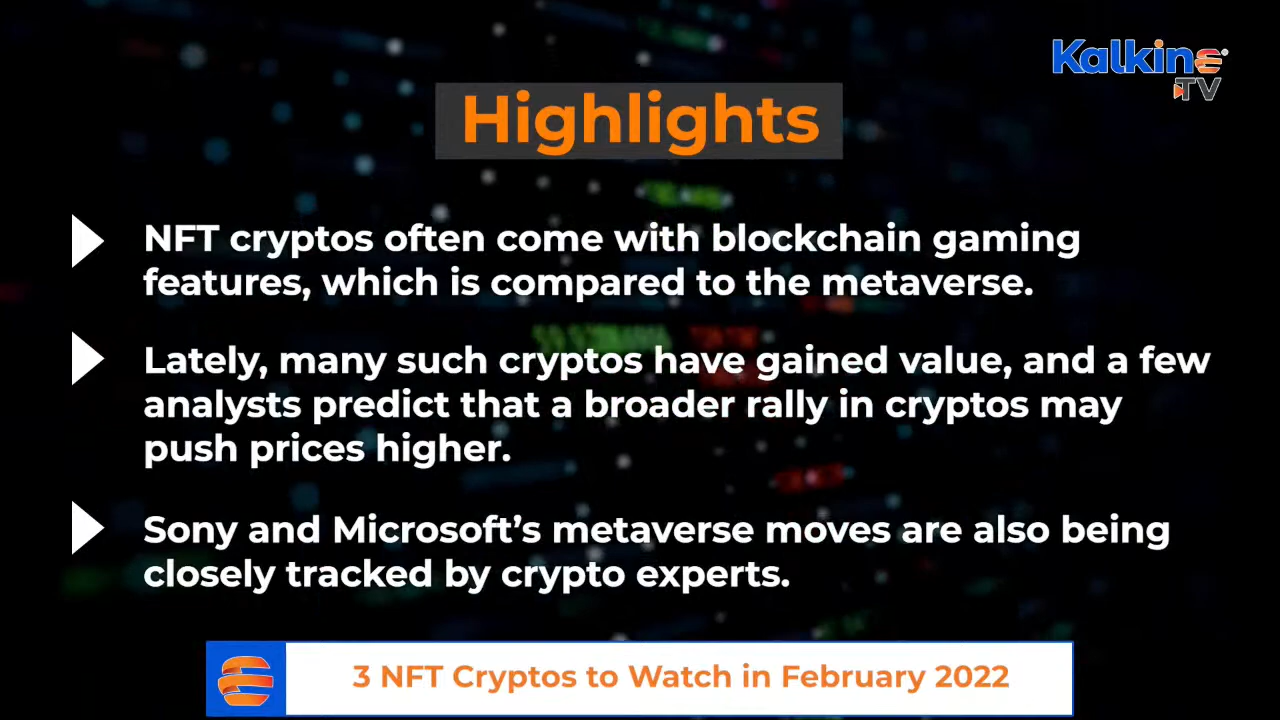 Kalkine
TV
Highlights
NFT cryptos often come with blockchain gaming
features, which is compared to the metaverse.
Lately, many such cryptos have gained value, and a few
analysts predict that a broader rally in cryptos may
push prices higher.
Sony and Microsoft’s metaverse moves are also being
closely tracked by crypto experts.
3 NFT Cryptos to Watch in February 2022